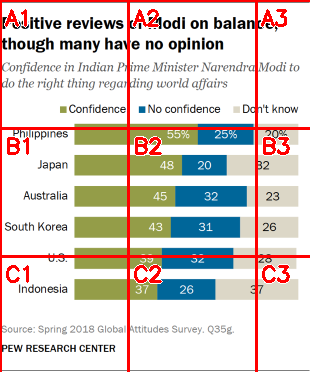 Positive reviews of Modi on balance,
though many have no opinion
Confidence in Indian Prime Minister Narendra Modi to
do the right thing regarding world affairs
Confidence No confidence Don't know
Philippines 55% 25% 20%
Japan 48 20 32
Australia 45 32 23
South Korea 43 31 26
U.S. 39 32 28
Indonesia 37 26 37
Source: Spring 2018 Global Attitudes Survey. Q35g.
PEW RESEARCH CENTER
A1 A2 A3
B1 B2 B3
C1 C2 C3